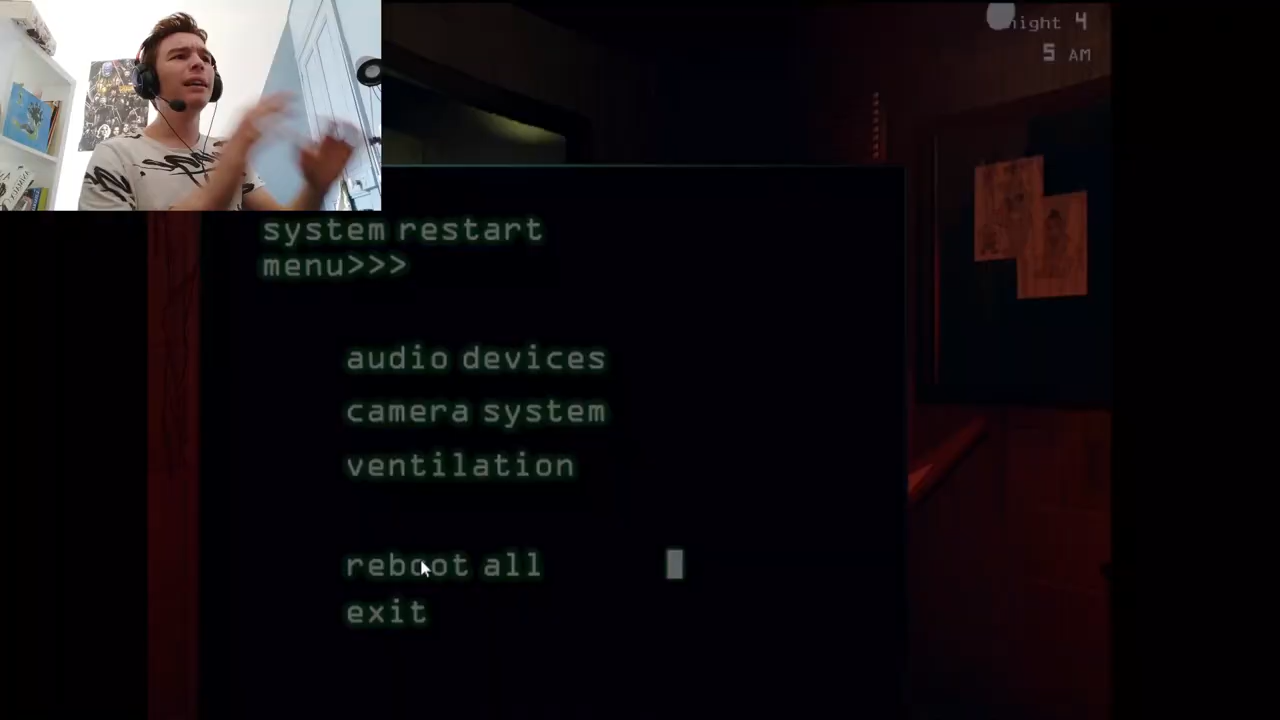 night 4
5 AM
system restart
menu>>>
audio devices
camera system
ventilation
reboot all
exit